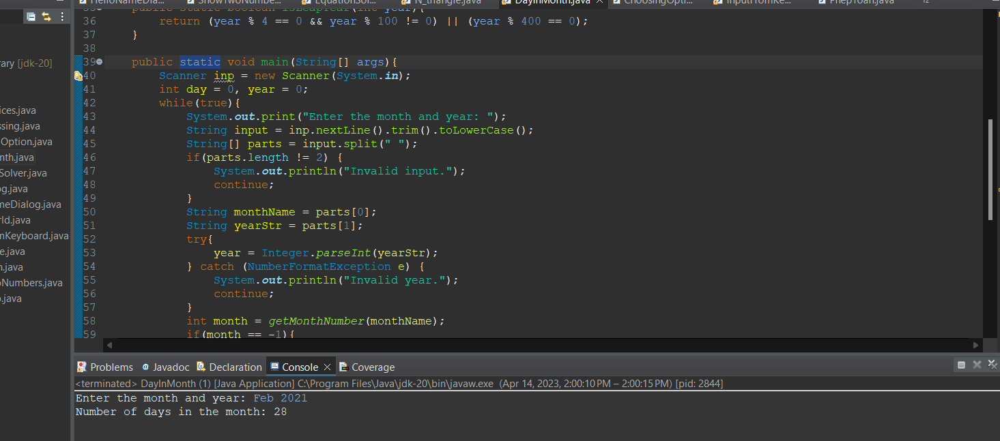 HelloNameDia... ShowTwoNumbe... EquationSol... N_triangle.java DayInMonth.java ChoosingOpti... InputFromKe... PhepToan.java 12
35 public static boolean isLeapYear(int year){
36 return (year % 4 == 0 && year % 100 != 0) || (year % 400 == 0);
37 }
38
39 public static void main(String[] args){
40 Scanner inp = new Scanner(System.in);
41 int day = 0, year = 0;
42 while(true){
43 System.out.print("Enter the month and year: ");
44 String input = inp.nextLine().trim().toLowerCase();
45 String[] parts = input.split(" ");
46 if(parts.length != 2) {
47 System.out.println("Invalid input.");
48 continue;
49 }
50 String monthName = parts[0];
51 String yearStr = parts[1];
52 try{
53 year = Integer.parseInt(yearStr);
54 } catch (NumberFormatException e) {
55 System.out.println("Invalid year.");
56 continue;
57 }
58 int month = getMonthNumber(monthName);
59 if(month == -1){
rary [jdk-20]
ices.java
ssing.java
Option.java
nth.java
Solver.java
og.java
meDialog.java
rld.java
mKeyboard.java
e.java
n.java
oNumbers.java
o.java
Problems @ Javadoc Declaration Console Coverage
<terminated> DayInMonth (1) [Java Application] C:\Program Files\Java\jdk-20\bin\javaw.exe (Apr 14, 2023, 2:00:10 PM – 2:00:15 PM) [pid: 2844]
Enter the month and year: Feb 2021
Number of days in the month: 28